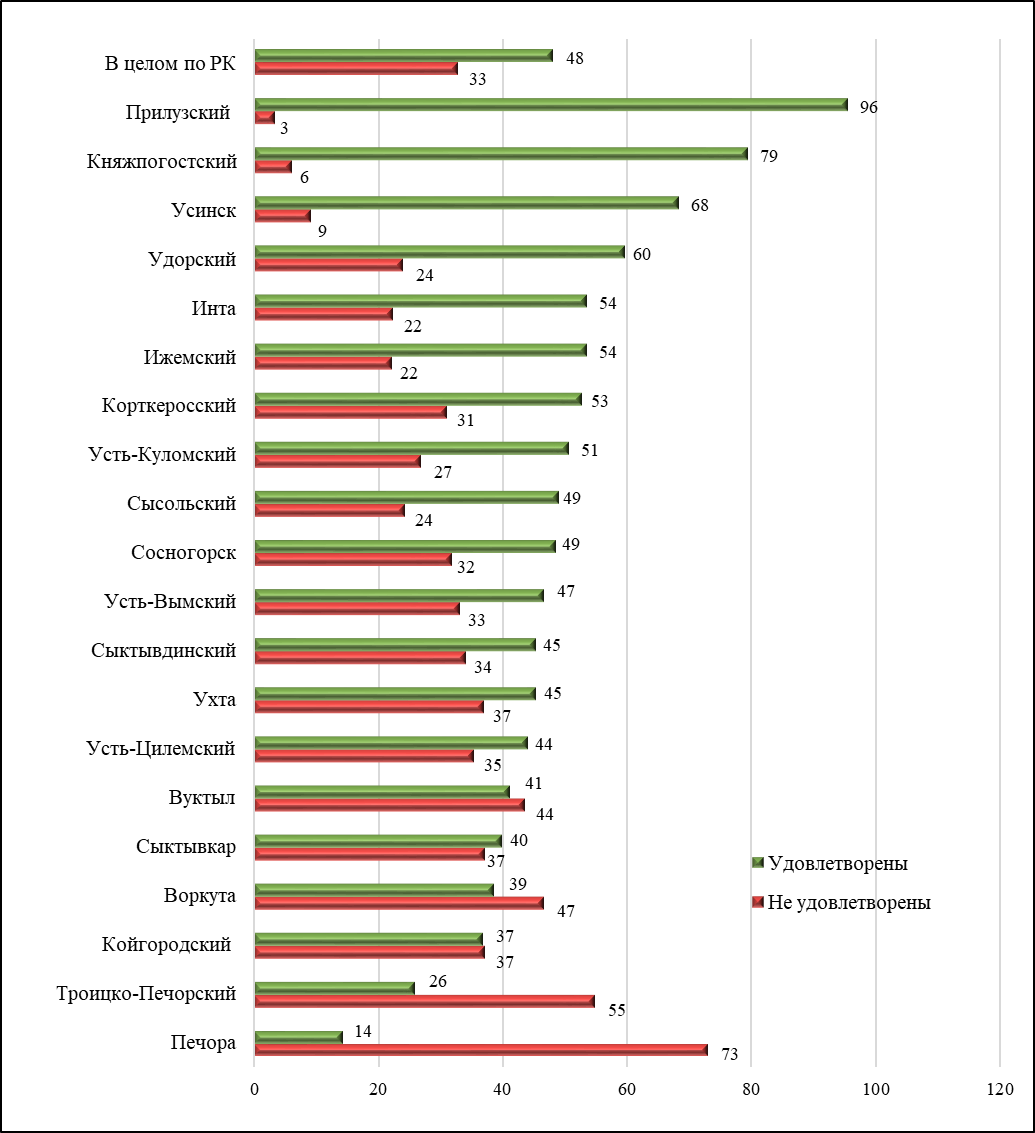 В целом по РК 48
33
Прилузский 96
3
Княжпогостский 79
6
Усинск 68
9
Удорский 60
24
Инта 54
22
Ижемский 54
22
Корткеросский 53
31
Усть-Куломский 51
27
Сысольский 49
24
Сосногорск 49
32
Усть-Вымский 47
33
Сыктывдинский 45
34
Ухта 45
37
Усть-Цилемский 44
35
Вуктыл 41
44
Сыктывкар 40
37
Удовлетворены
Воркута 39
47
Не удовлетворены
Койгородский 37
37
Троицко-Печорский 26
55
Печора 14
73
0 20 40 60 80 100 120